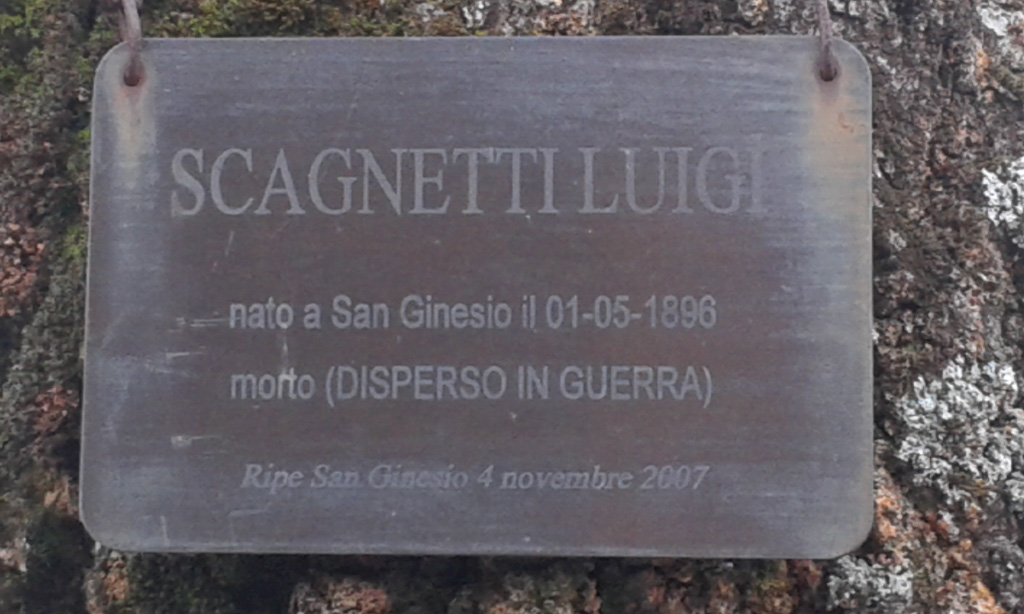 SCAGNETTI LUIGI
nato a San Ginesio il 01-05-1896
morto (DISPERSO IN GUERRA)
Ripe San Ginesio 4 novembre 2007